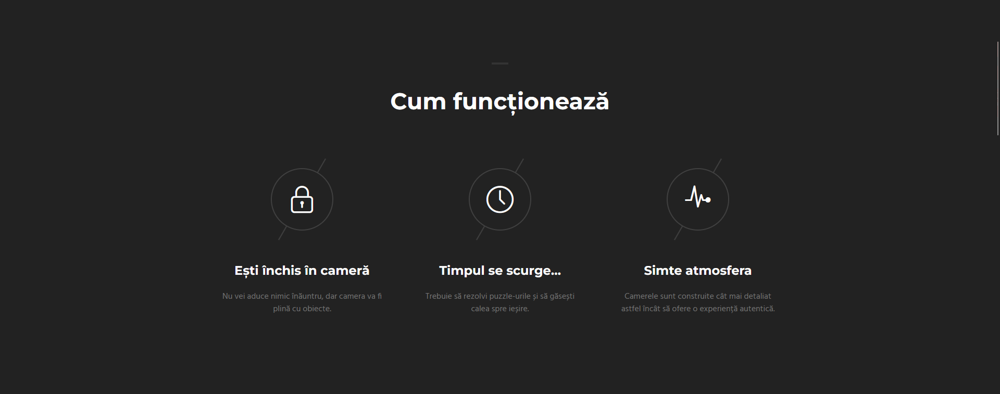 Cum funcționează
Ești închis în cameră
Nu vei aduce nimic înăuntru, dar camera va fi
plină cu obiecte.
Timpul se scurge...
Trebuie să rezolvi puzzle-urile și să găsești
calea spre ieșire.
Simte atmosfera
Camerele sunt construite cât mai detaliat
astfel încât să ofere o experiență autentică.